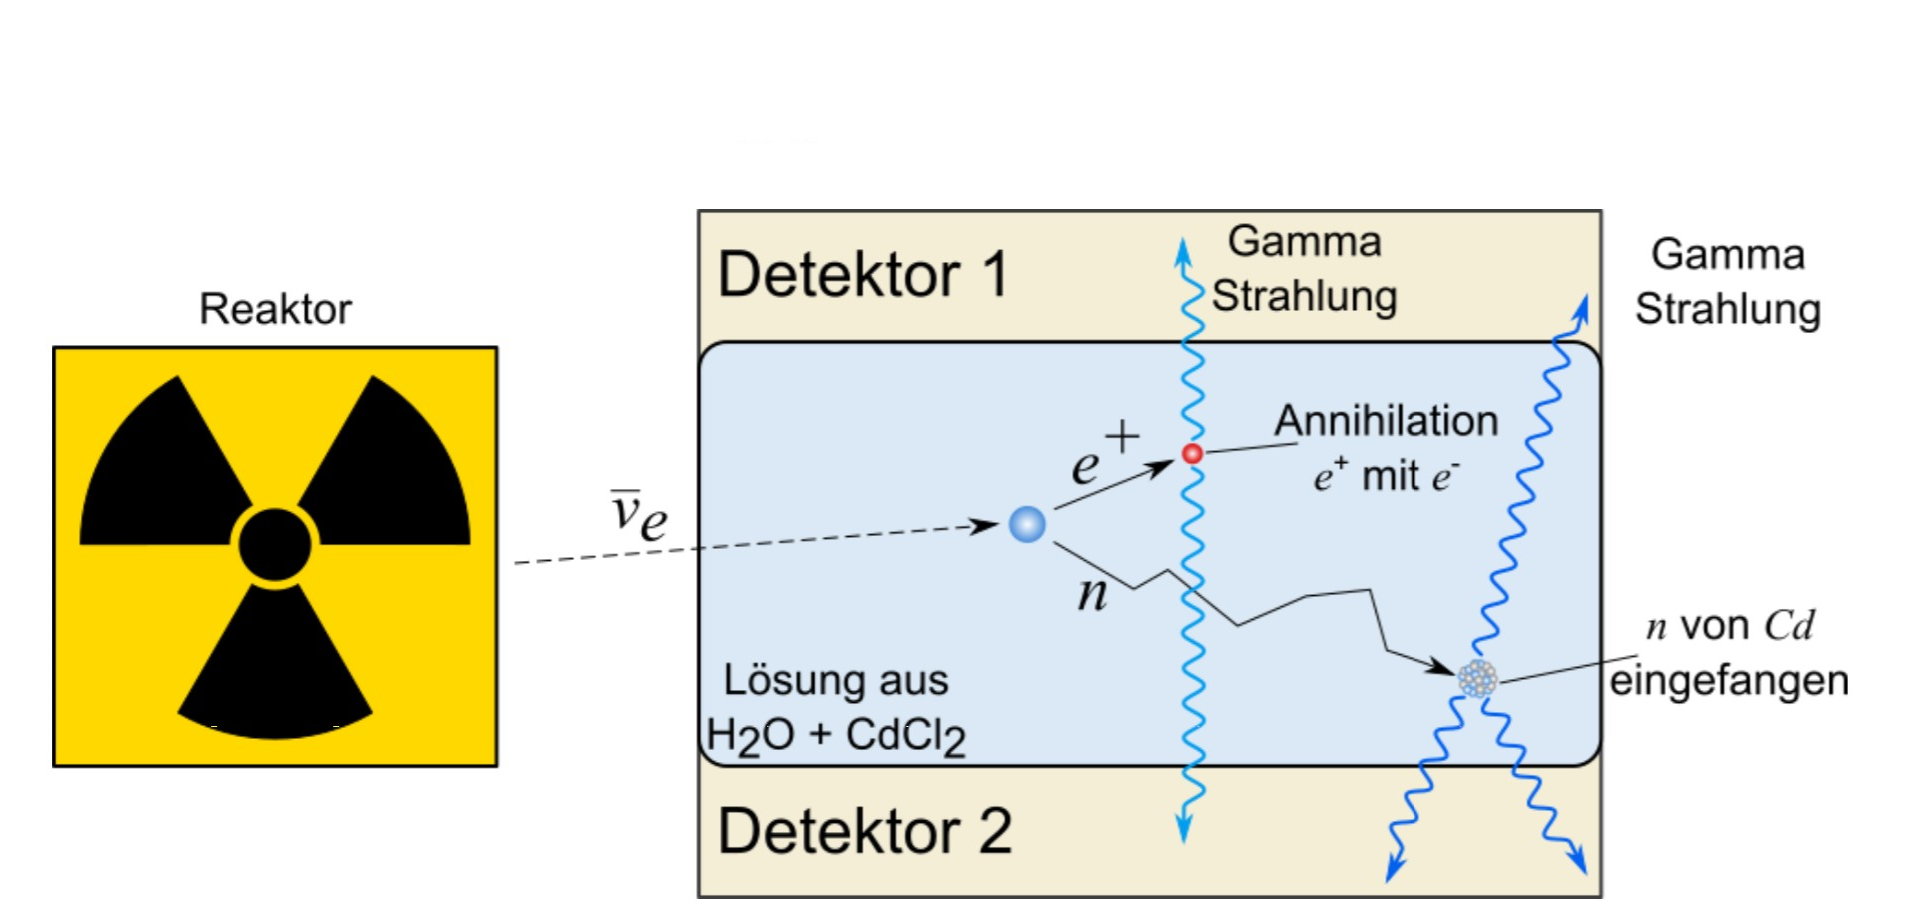 Reaktor
ν̅e
Detektor 1
Gamma
Strahlung
Gamma
Strahlung
e+
Annihilation
e+ mit e-
n
n von Cd
eingefangen
Lösung aus
H2O + CdCl2
Detektor 2